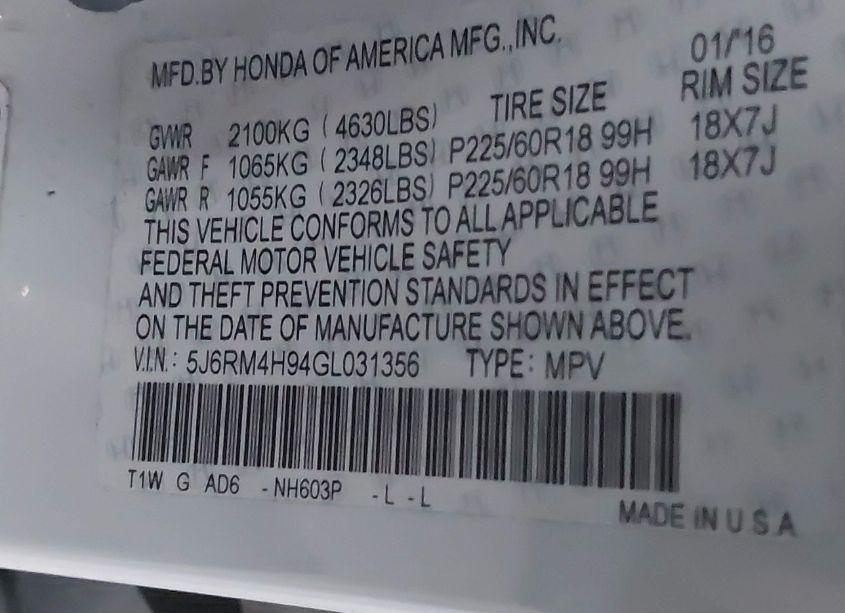 MFD.BY HONDA OF AMERICA MFG.,INC. 01/'16
TIRE SIZE RIM SIZE
GVWR 2100KG ( 4630LBS)
GAWR F 1065KG ( 2348LBS) P225/60R18 99H 18X7J
GAWR R 1055KG ( 2326LBS) P225/60R18 99H 18X7J
THIS VEHICLE CONFORMS TO ALL APPLICABLE
FEDERAL MOTOR VEHICLE SAFETY
AND THEFT PREVENTION STANDARDS IN EFFECT
ON THE DATE OF MANUFACTURE SHOWN ABOVE.
V.I.N.: 5J6RM4H94GL031356 TYPE: MPV
T1W G AD6 -NH603P -L -L
MADE IN U S A